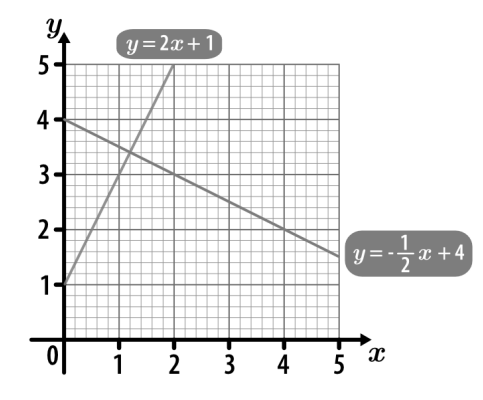 y
y = 2x + 1
5
4
3
2
y = -1/2 x + 4
1
0
1 2 3 4 5 x